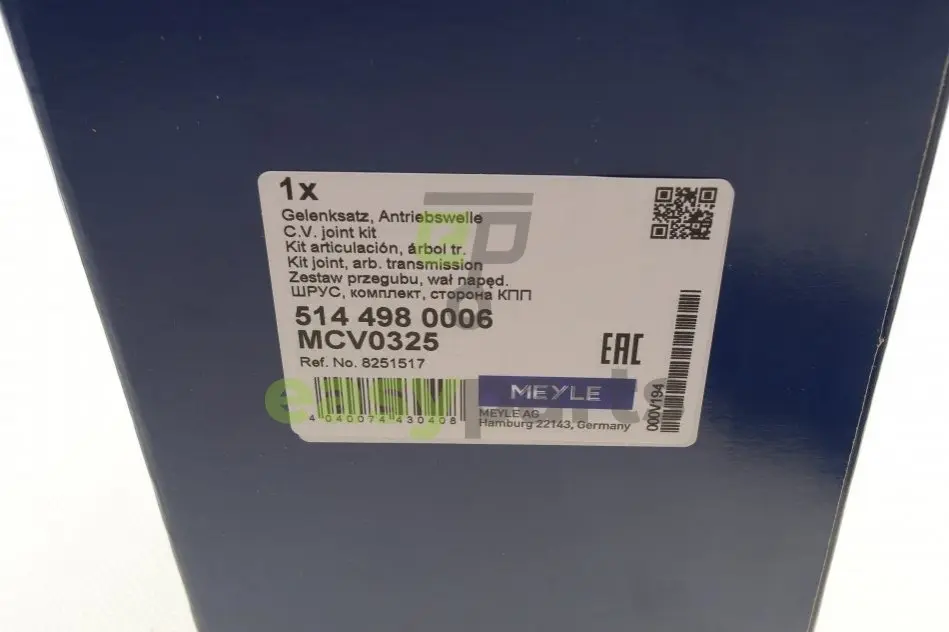 1x
Gelenksatz, Antriebswelle
C.V. joint kit
Kit articulación, árbol tr.
Kit joint, arb. transmission
Zestaw przegubu, wał napęd.
ШРУС, комплект, сторона КПП
514 498 0006
MCV0325
EAC
Ref. No. 8251517
MEYLE
4 040074 430408
MEYLE AG
Hamburg 22143, Germany
000V194
easyparts